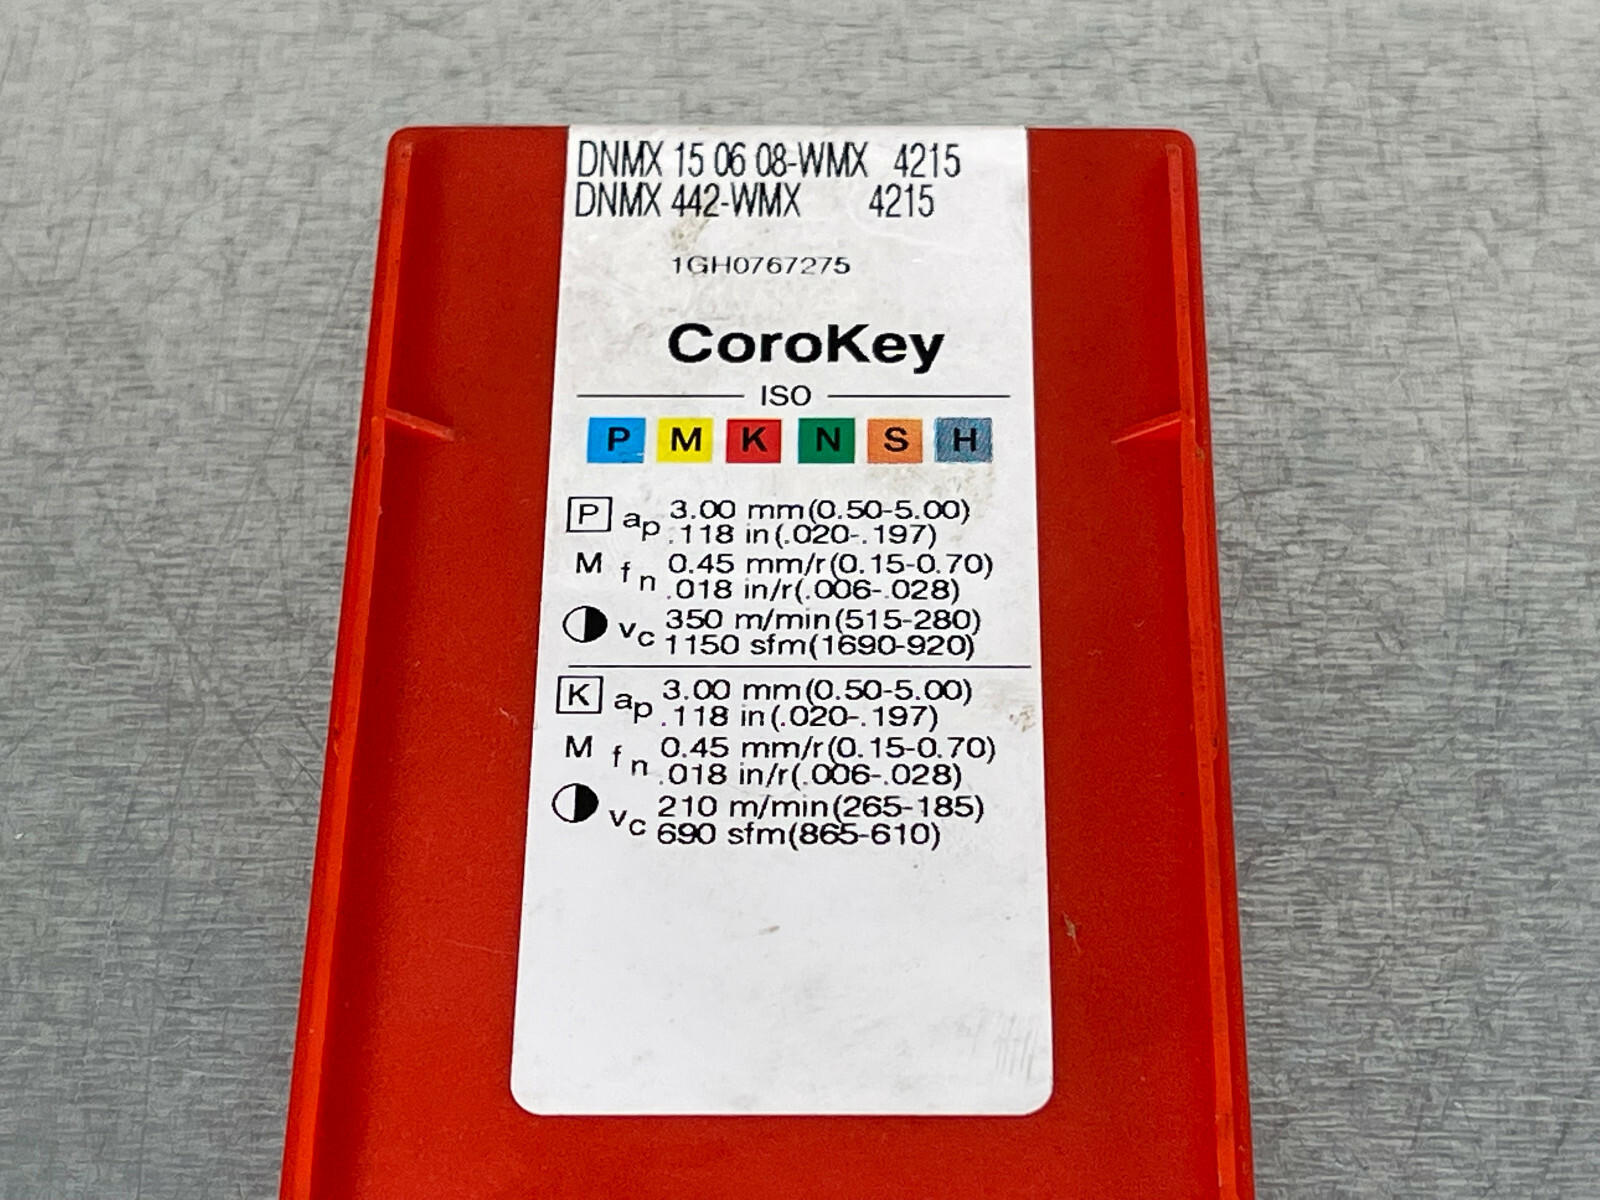 DNMX 15 06 08-WMX 4215
DNMX 442-WMX 4215
1GH0767275
CoroKey
ISO
P M K N S H
P ap 3.00 mm(0.50-5.00)
.118 in(.020-.197)
M fn 0.45 mm/r(0.15-0.70)
.018 in/r(.006-.028)
vc 350 m/min(515-280)
1150 sfm(1690-920)
K ap 3.00 mm(0.50-5.00)
.118 in(.020-.197)
M fn 0.45 mm/r(0.15-0.70)
.018 in/r(.006-.028)
vc 210 m/min(265-185)
690 sfm(865-610)